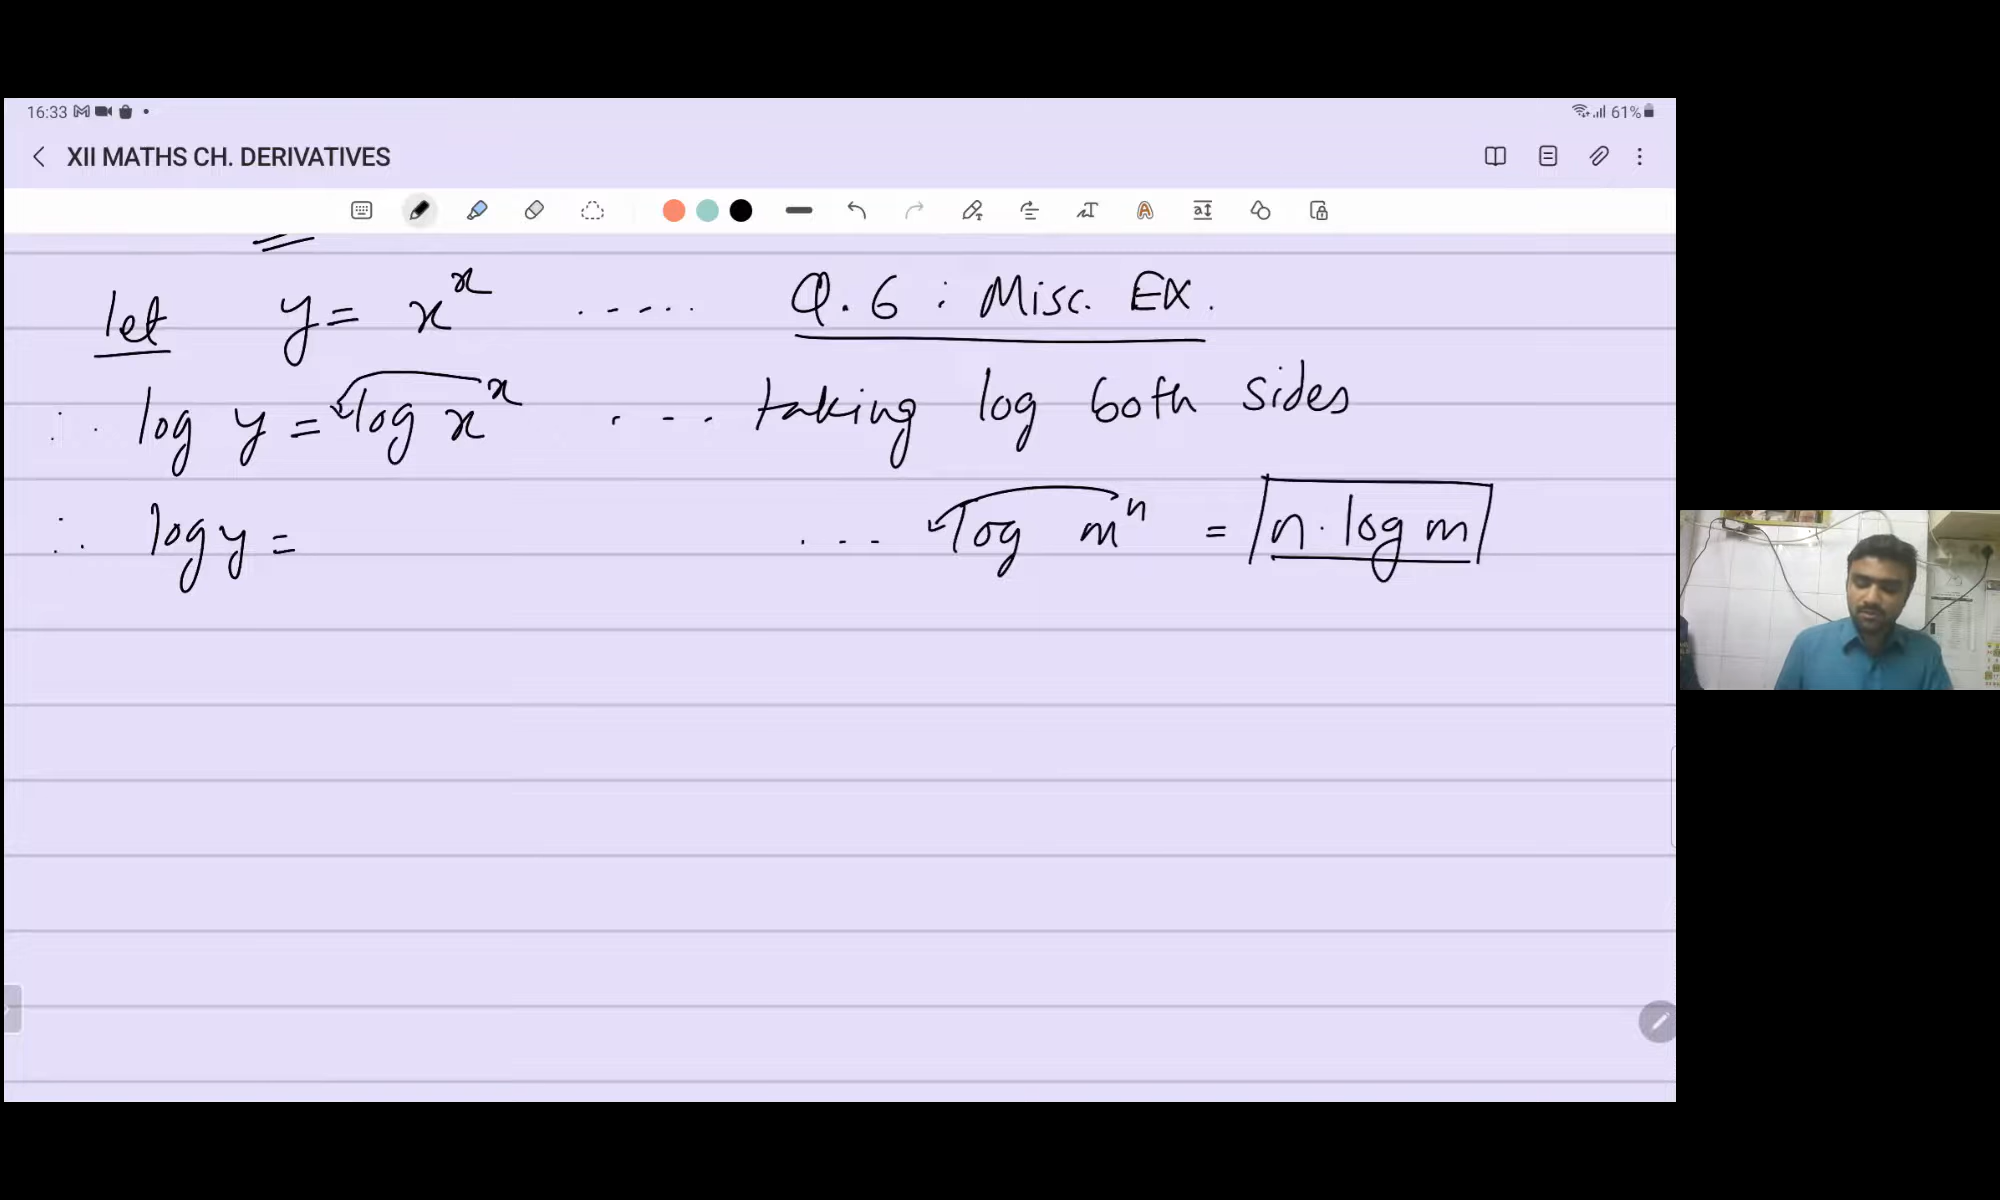 16:33 61%
XII MATHS CH. DERIVATIVES
let y = x^x ..... Q.6 : Misc. EX.
∴ log y = log x^x .... taking log both sides
∴ log y = .... log m^n = n · log m